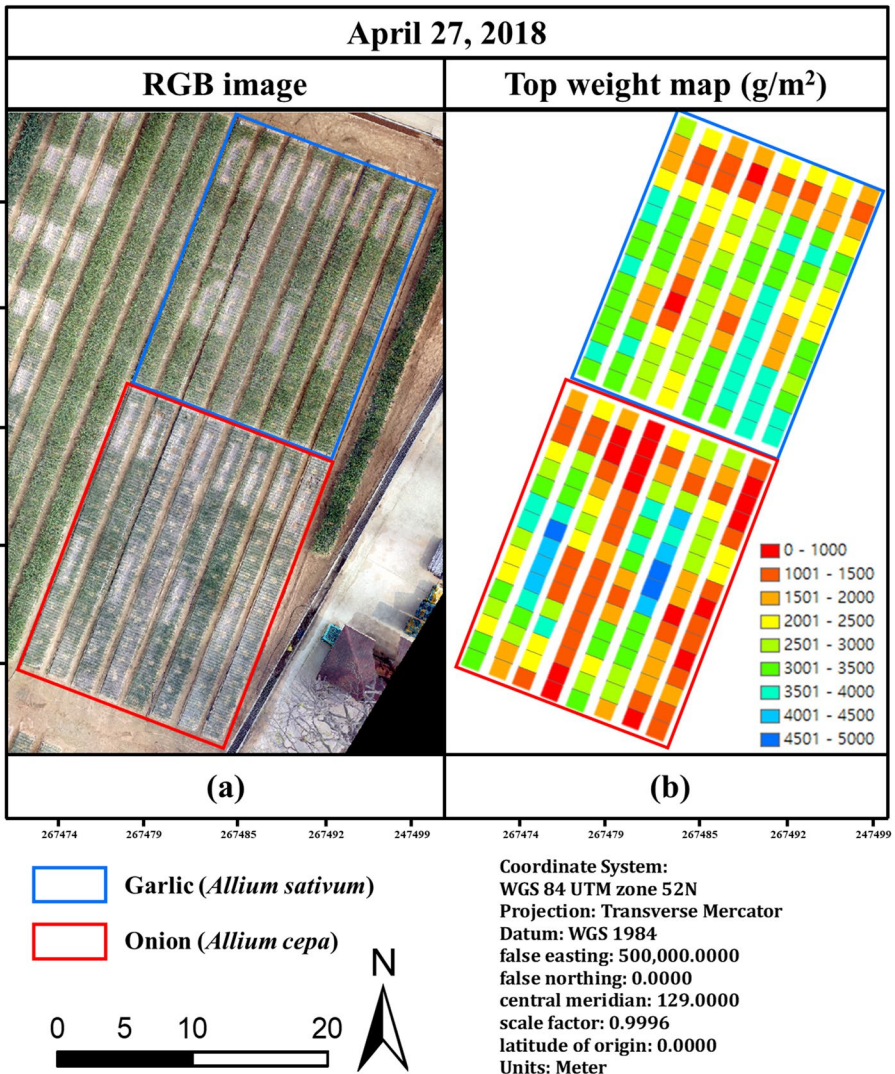 April 27, 2018
RGB image
Top weight map (g/m²)
0 - 1000
1001 - 1500
1501 - 2000
2001 - 2500
2501 - 3000
3001 - 3500
3501 - 4000
4001 - 4500
4501 - 5000
(a)
(b)
267474 267479 267485 267492 247499
267474 267479 267485 267492 247499
Garlic (Allium sativum)
Onion (Allium cepa)
N
0 5 10 20
Coordinate System:
WGS 84 UTM zone 52N
Projection: Transverse Mercator
Datum: WGS 1984
false easting: 500,000.0000
false northing: 0.0000
central meridian: 129.0000
scale factor: 0.9996
latitude of origin: 0.0000
Units: Meter